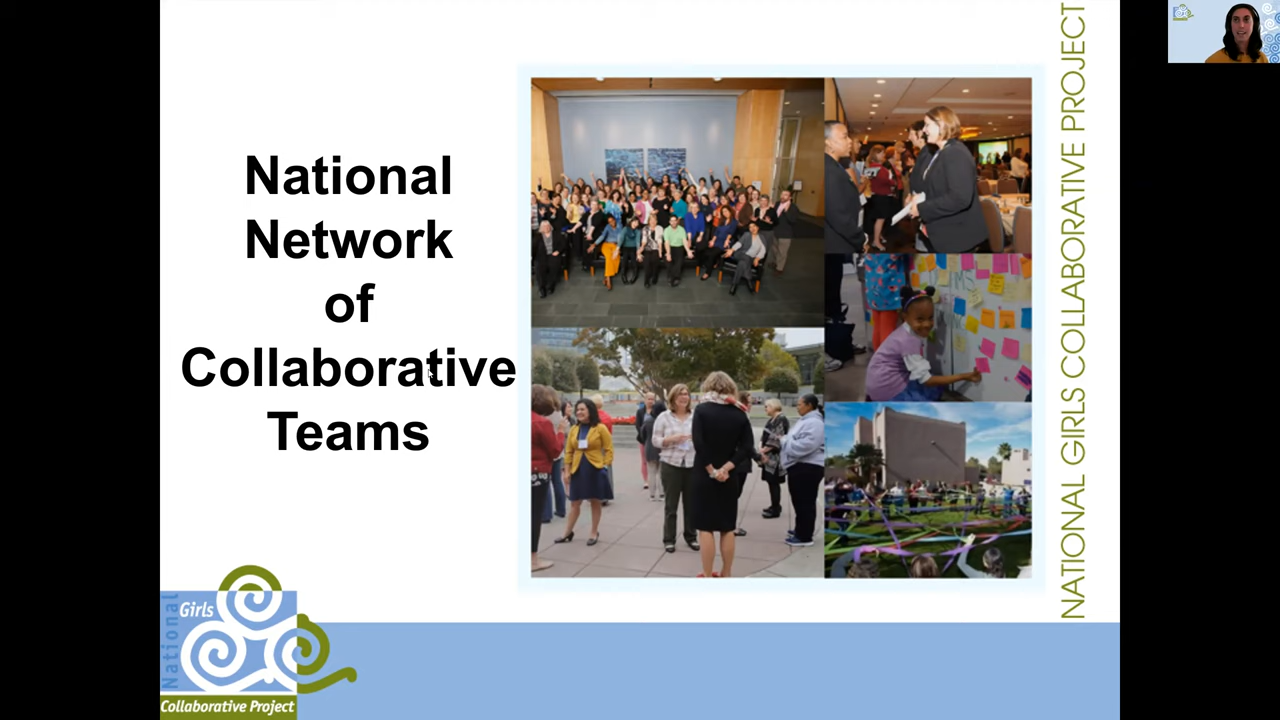 National
Network
of
Collaborative
Teams
NATIONAL GIRLS COLLABORATIVE PROJECT
National
Girls
Collaborative Project